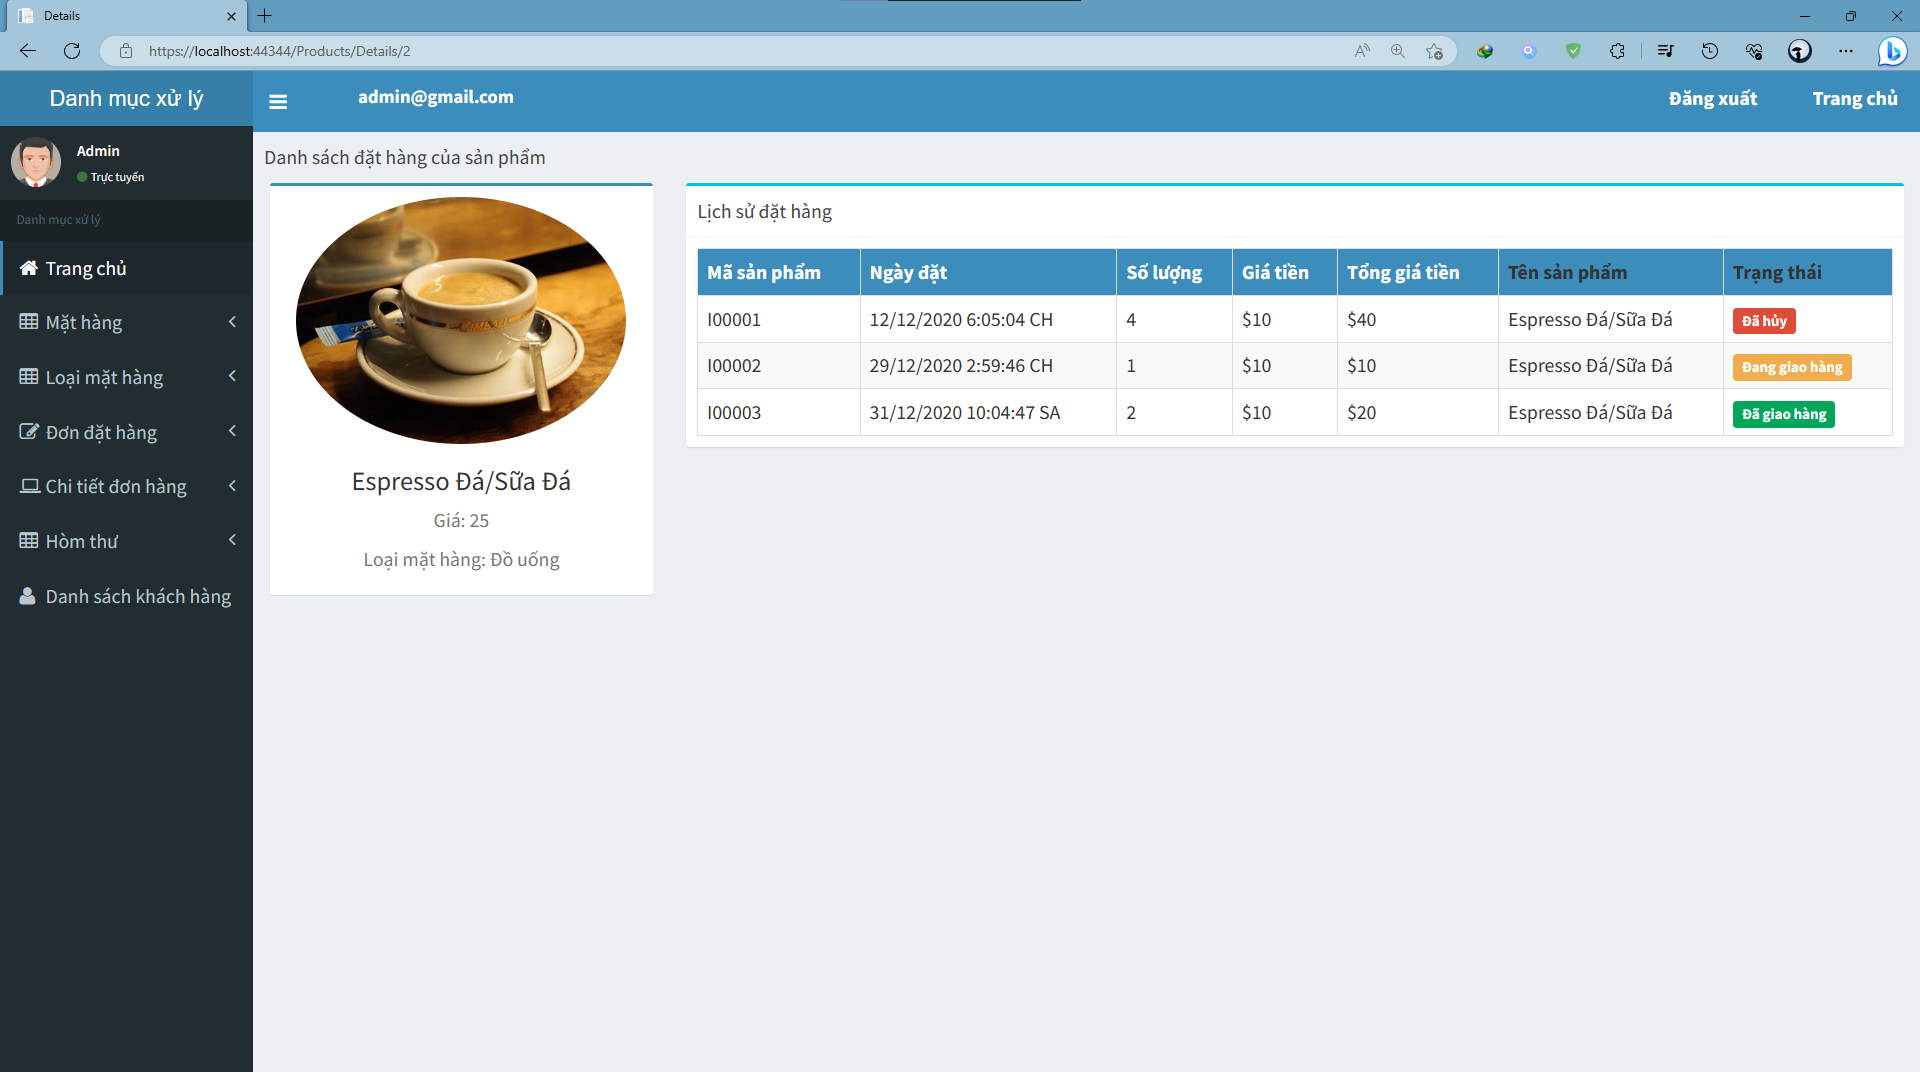 Details
https://localhost:44344/Products/Details/2
Danh mục xử lý
admin@gmail.com
Đăng xuất
Trang chủ
Admin
Trực tuyến
Danh mục xử lý
Trang chủ
Mặt hàng
Loại mặt hàng
Đơn đặt hàng
Chi tiết đơn hàng
Hòm thư
Danh sách khách hàng
Danh sách đặt hàng của sản phẩm
Espresso Đá/Sữa Đá
Giá: 25
Loại mặt hàng: Đồ uống
Lịch sử đặt hàng
Mã sản phẩm Ngày đặt Số lượng Giá tiền Tổng giá tiền Tên sản phẩm Trạng thái
I00001 12/12/2020 6:05:04 CH 4 $10 $40 Espresso Đá/Sữa Đá Đã hủy
I00002 29/12/2020 2:59:46 CH 1 $10 $10 Espresso Đá/Sữa Đá Đang giao hàng
I00003 31/12/2020 10:04:47 SA 2 $10 $20 Espresso Đá/Sữa Đá Đã giao hàng